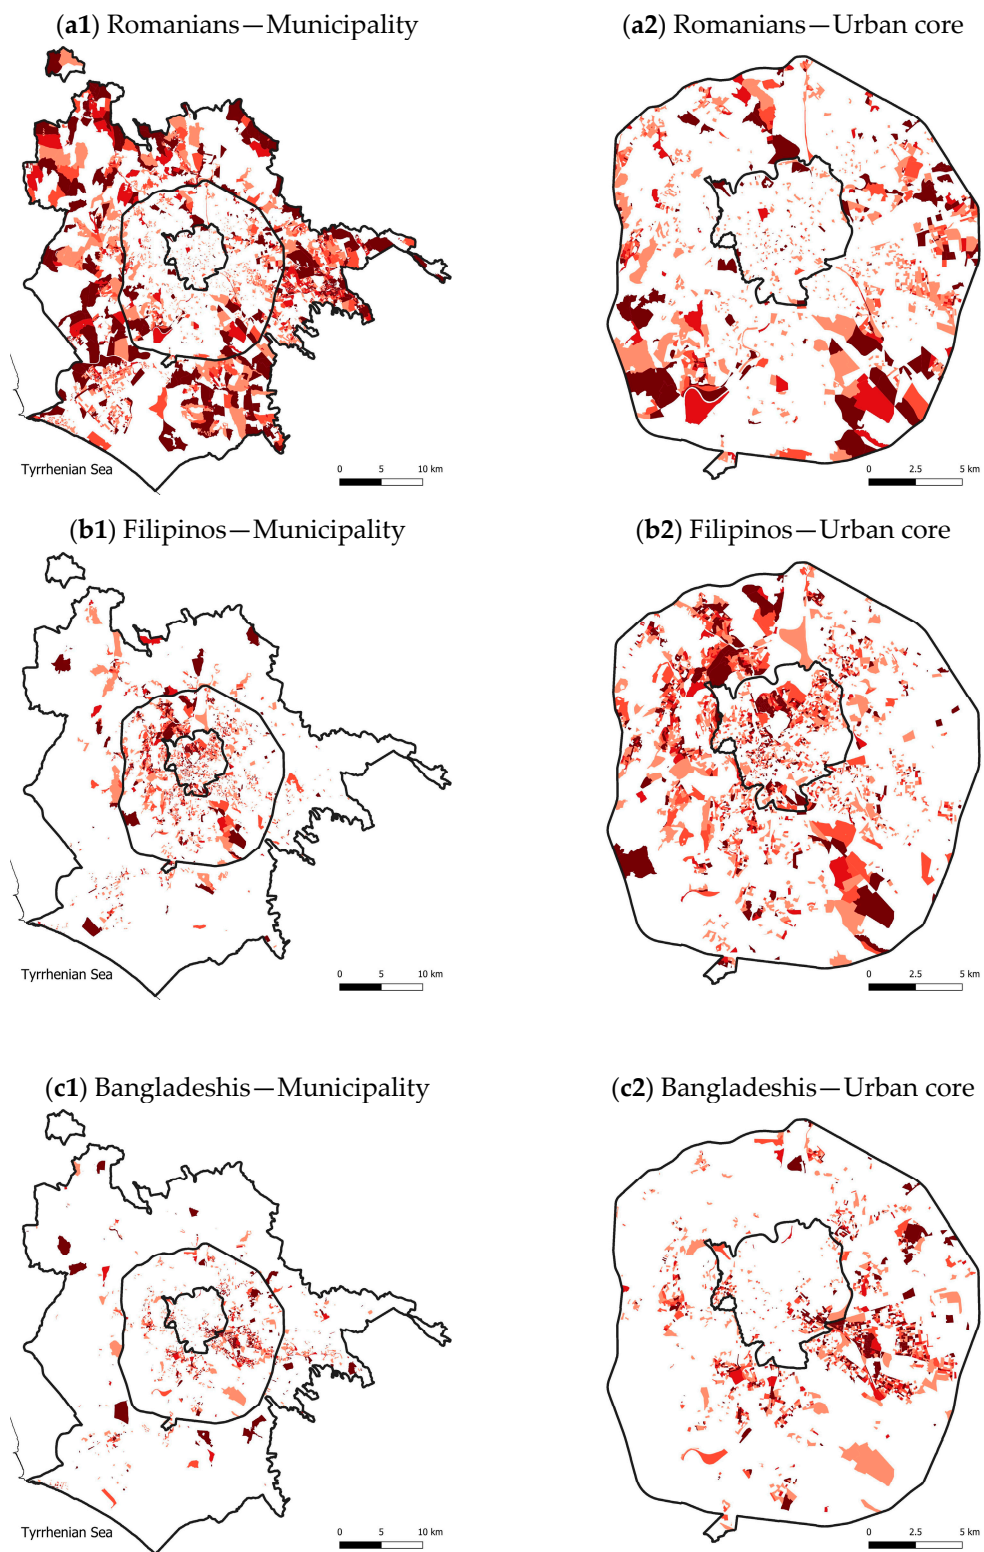 (a1) Romanians—Municipality
(a2) Romanians—Urban core
Tyrrhenian Sea
0 5 10 km
0 2.5 5 km
(b1) Filipinos—Municipality
(b2) Filipinos—Urban core
Tyrrhenian Sea
0 5 10 km
0 2.5 5 km
(c1) Bangladeshis—Municipality
(c2) Bangladeshis—Urban core
Tyrrhenian Sea
0 5 10 km
0 2.5 5 km